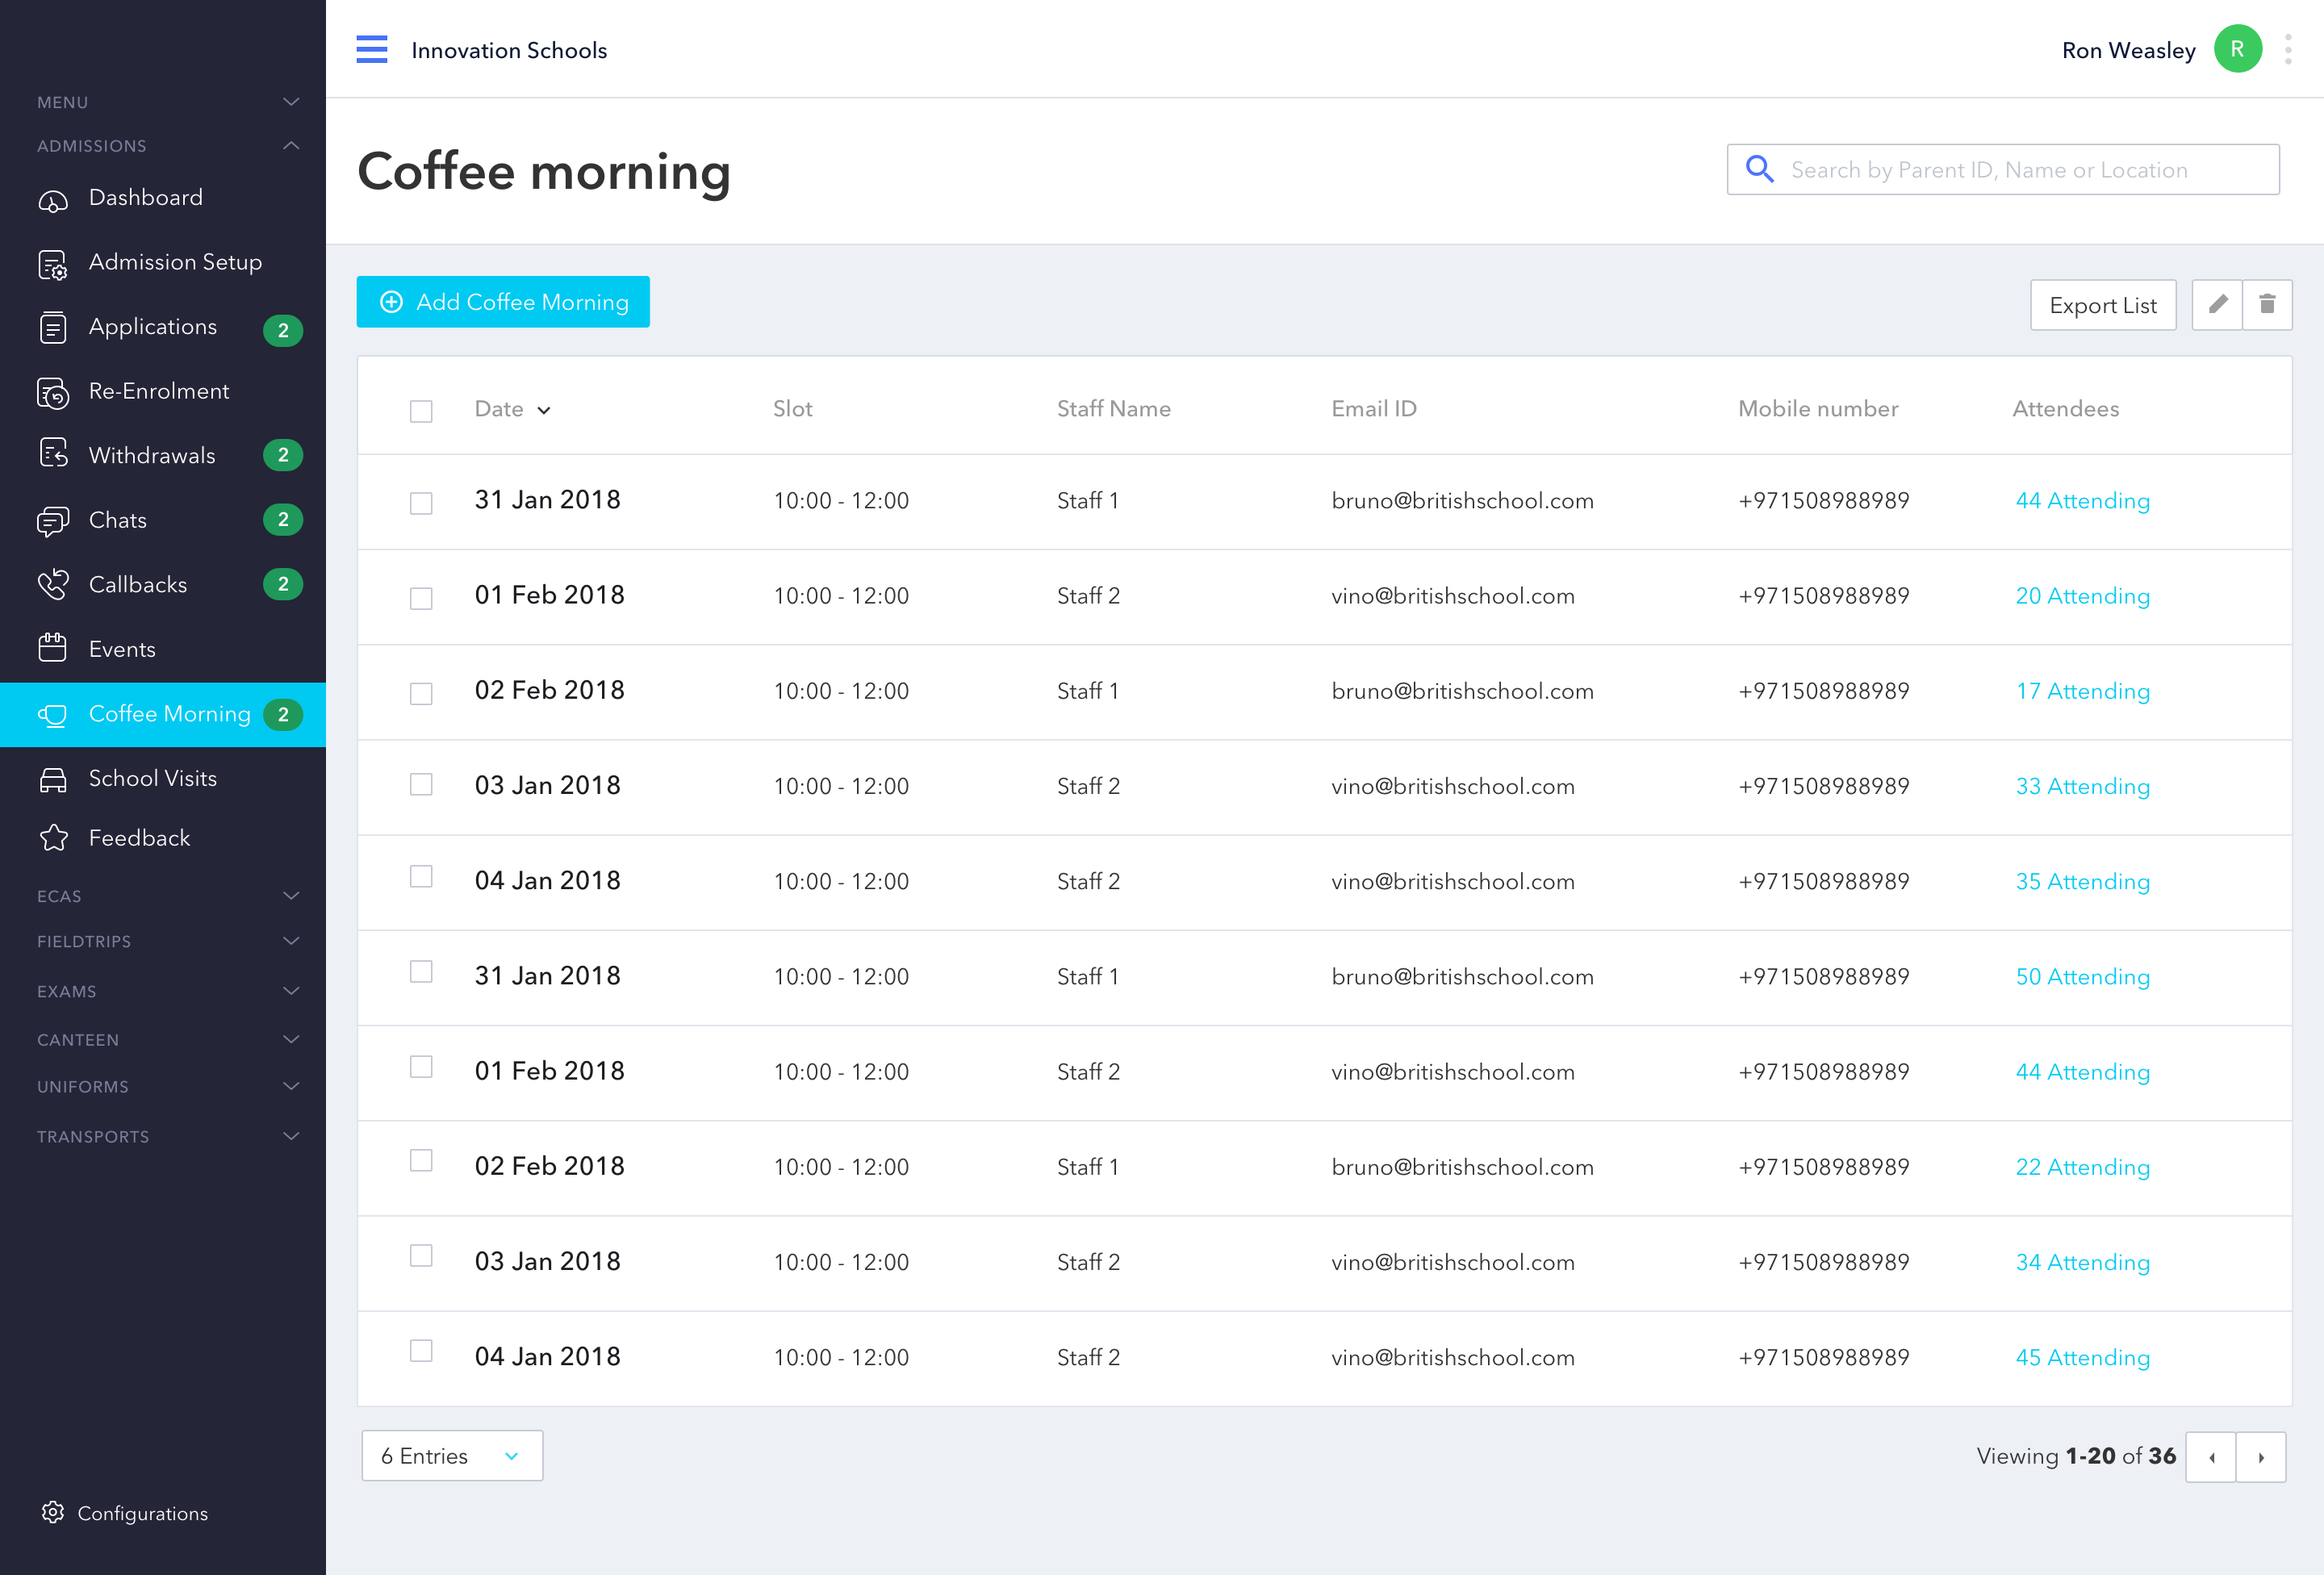 Innovation Schools
Ron Weasley R
MENU
ADMISSIONS
Dashboard
Admission Setup
Applications 2
Re-Enrolment
Withdrawals 2
Chats 2
Callbacks 2
Events
Coffee Morning 2
School Visits
Feedback
ECAS
FIELDTRIPS
EXAMS
CANTEEN
UNIFORMS
TRANSPORTS
Configurations
Coffee morning
Search by Parent ID, Name or Location
Add Coffee Morning
Export List
Date Slot Staff Name Email ID Mobile number Attendees
31 Jan 2018 10:00 - 12:00 Staff 1 bruno@britishschool.com +971508988989 44 Attending
01 Feb 2018 10:00 - 12:00 Staff 2 vino@britishschool.com +971508988989 20 Attending
02 Feb 2018 10:00 - 12:00 Staff 1 bruno@britishschool.com +971508988989 17 Attending
03 Jan 2018 10:00 - 12:00 Staff 2 vino@britishschool.com +971508988989 33 Attending
04 Jan 2018 10:00 - 12:00 Staff 2 vino@britishschool.com +971508988989 35 Attending
31 Jan 2018 10:00 - 12:00 Staff 1 bruno@britishschool.com +971508988989 50 Attending
01 Feb 2018 10:00 - 12:00 Staff 2 vino@britishschool.com +971508988989 44 Attending
02 Feb 2018 10:00 - 12:00 Staff 1 bruno@britishschool.com +971508988989 22 Attending
03 Jan 2018 10:00 - 12:00 Staff 2 vino@britishschool.com +971508988989 34 Attending
04 Jan 2018 10:00 - 12:00 Staff 2 vino@britishschool.com +971508988989 45 Attending
6 Entries
Viewing 1-20 of 36